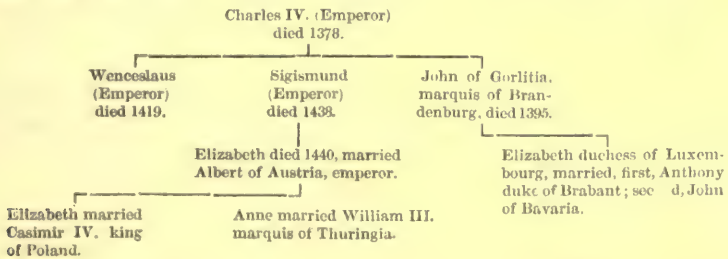 Charles IV. (Emperor)
died 1378.
Wenceslaus
(Emperor)
died 1419.
Sigismund
(Emperor)
died 1438.
John of Gorlitia,
marquis of Bran-
denburg, died 1395.
Elizabeth died 1440, married
Albert of Austria, emperor.
Elizabeth duchess of Luxem-
bourg, married, first, Anthony
duke of Brabant; sec d, John
of Bavaria.
Elizabeth married
Casimir IV. king
of Poland.
Anne married William III.
marquis of Thuringia.